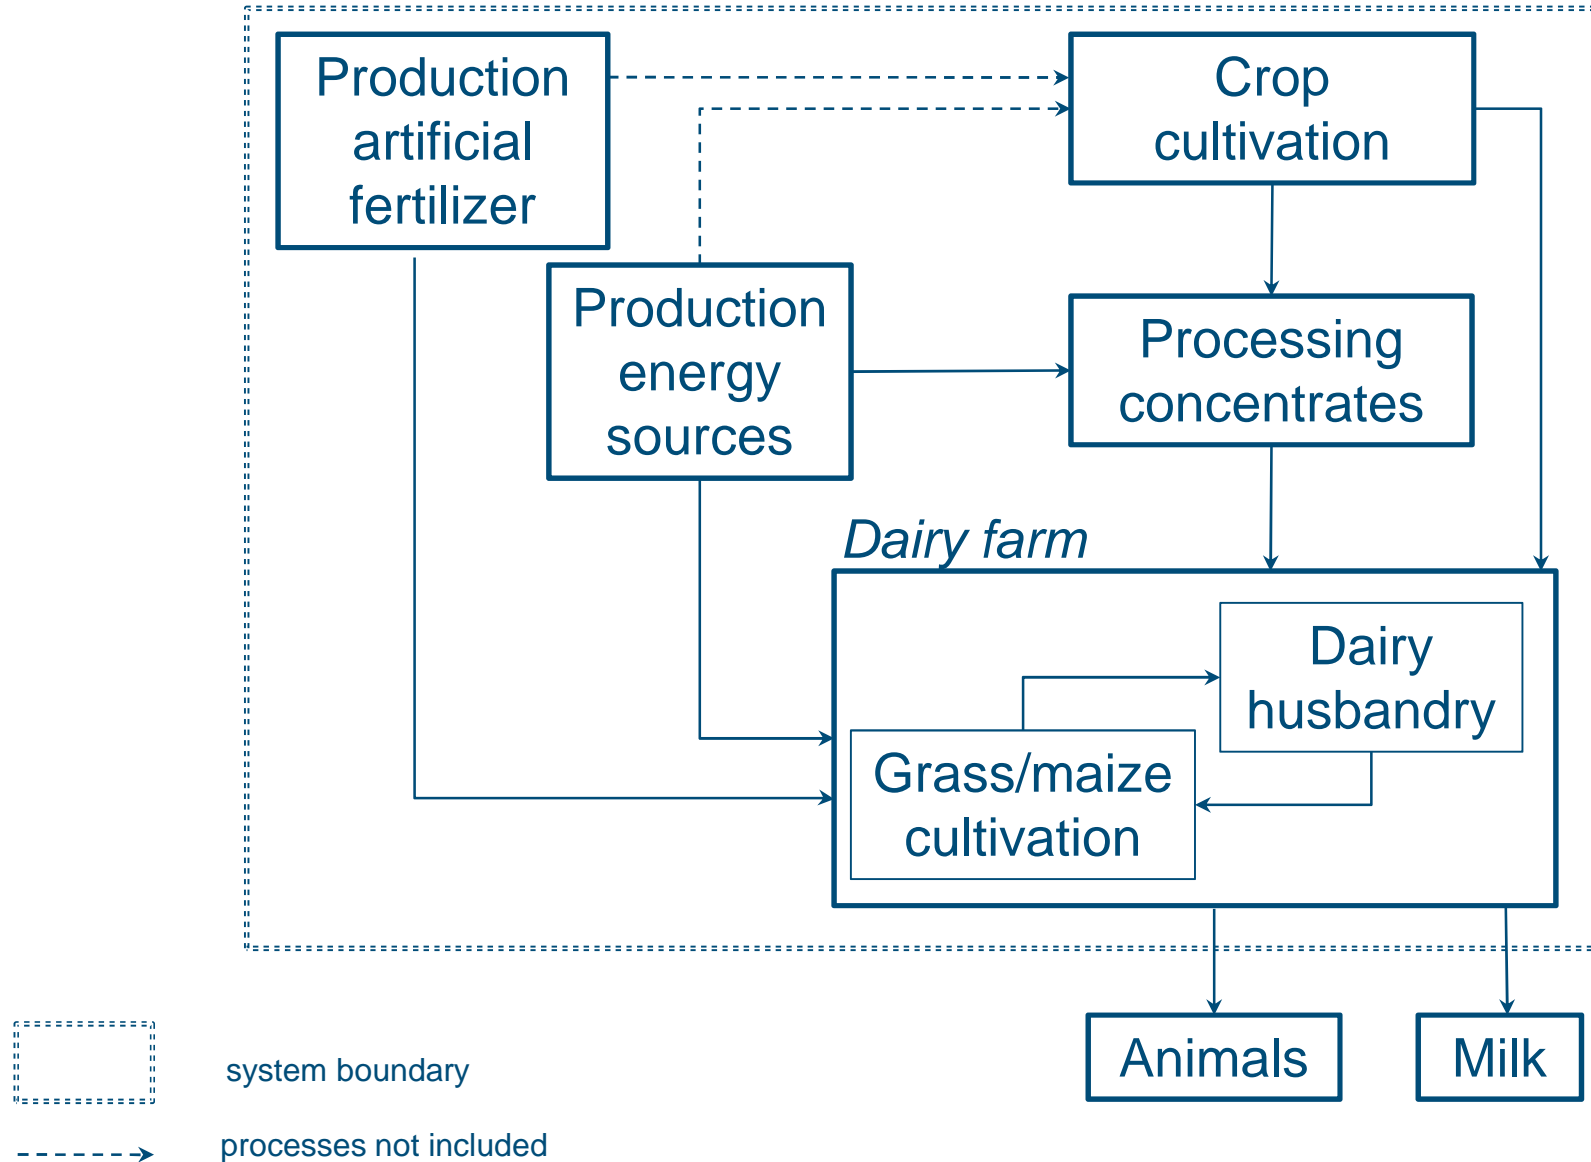 Production
artificial
fertilizer
Crop
cultivation
Production
energy
sources
Processing
concentrates
Dairy farm
Dairy
husbandry
Grass/maize
cultivation
Animals
Milk
system boundary
processes not included